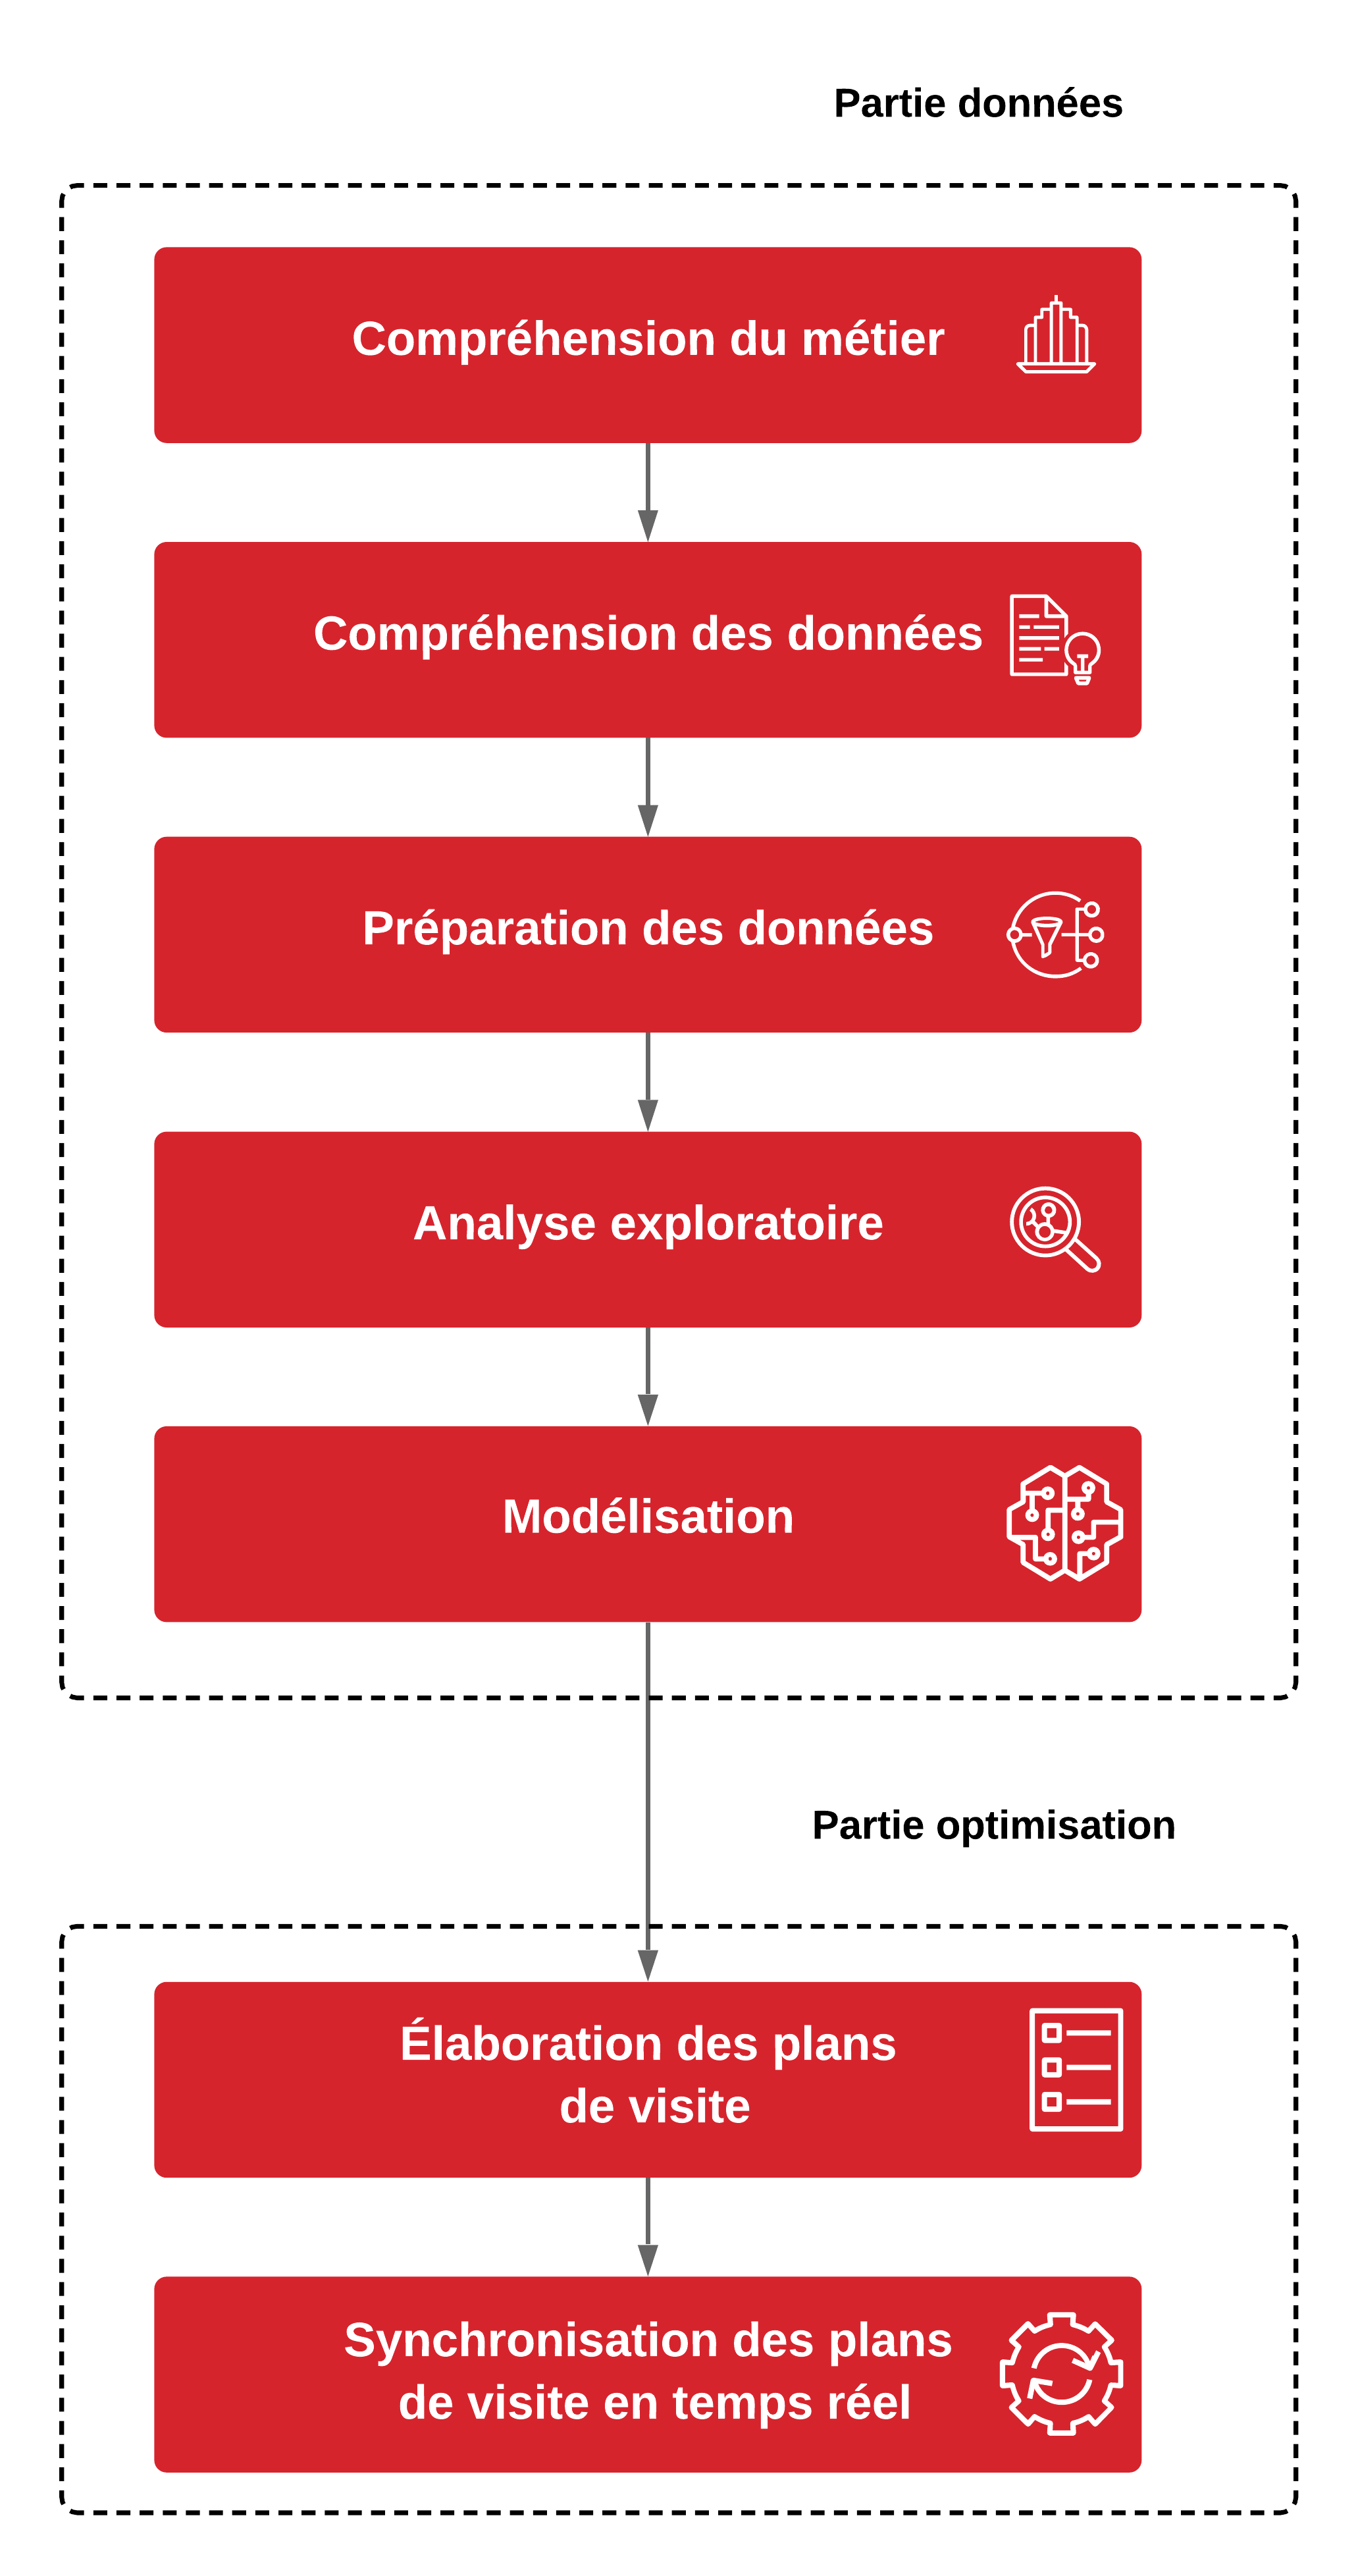 Partie données
Compréhension du métier
Compréhension des données
Préparation des données
Analyse exploratoire
Modélisation
Partie optimisation
Élaboration des plans
de visite
Synchronisation des plans
de visite en temps réel